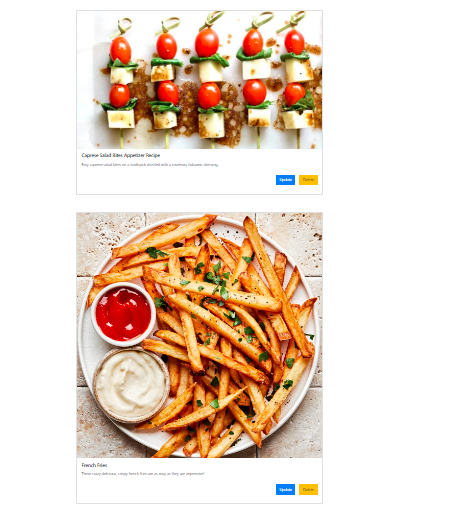 Caprese Salad Bites Appetizer Recipe
Easy caprese salad bites on a toothpick drizzled with a rosemary balsamic dressing.
Update
Delete
French Fries
These crazy delicious, crispy french fries are as easy as they are impressive!
Update
Delete